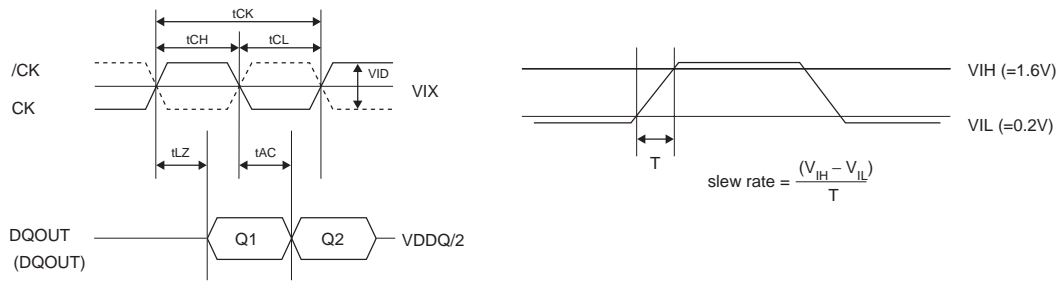 tCK
tCH
tCL
/CK
VID
VIX
CK
tLZ
tAC
DQOUT
(DQOUT)
Q1
Q2
VDDQ/2
VIH (=1.6V)
VIL (=0.2V)
T
slew rate = (VIH – VIL)
T